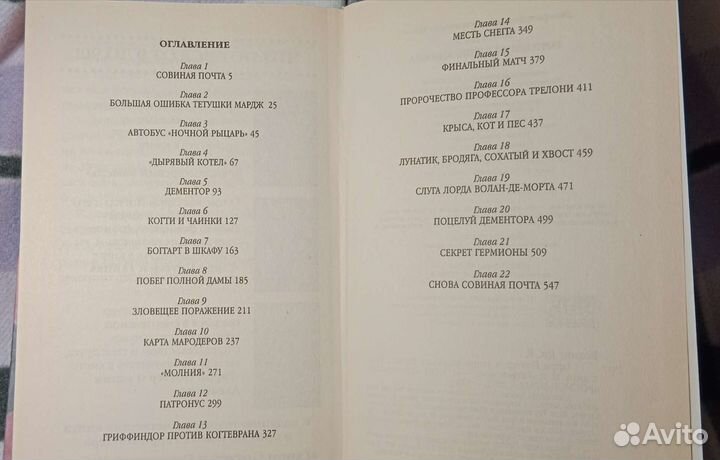 ОГЛАВЛЕНИЕ
Глава 1
СОВИНАЯ ПОЧТА 5
Глава 2
БОЛЬШАЯ ОШИБКА ТЕТУШКИ МАРДЖ 25
Глава 3
АВТОБУС «НОЧНОЙ РЫЦАРЬ» 45
Глава 4
«ДЫРЯВЫЙ КОТЕЛ» 67
Глава 5
ДЕМЕНТОР 93
Глава 6
КОГТИ И ЧАИНКИ 127
Глава 7
БОГГАРТ В ШКАФУ 163
Глава 8
ПОБЕГ ПОЛНОЙ ДАМЫ 185
Глава 9
ЗЛОВЕЩЕЕ ПОРАЖЕНИЕ 211
Глава 10
КАРТА МАРОДЕРОВ 237
Глава 11
«МОЛНИЯ» 271
Глава 12
ПАТРОНУС 299
Глава 13
ГРИФФИНДОР ПРОТИВ КОГТЕВРАНА 327
Глава 14
МЕСТЬ СНЕГГА 349
Глава 15
ФИНАЛЬНЫЙ МАТЧ 379
Глава 16
ПРОРОЧЕСТВО ПРОФЕССОРА ТРЕЛОНИ 411
Глава 17
КРЫСА, КОТ И ПЕС 437
Глава 18
ЛУНАТИК, БРОДЯГА, СОХАТЫЙ И ХВОСТ 459
Глава 19
СЛУГА ЛОРДА ВОЛАН-ДЕ-МОРТА 471
Глава 20
ПОЦЕЛУЙ ДЕМЕНТОРА 499
Глава 21
СЕКРЕТ ГЕРМИОНЫ 509
Глава 22
СНОВА СОВИНАЯ ПОЧТА 547
Avito